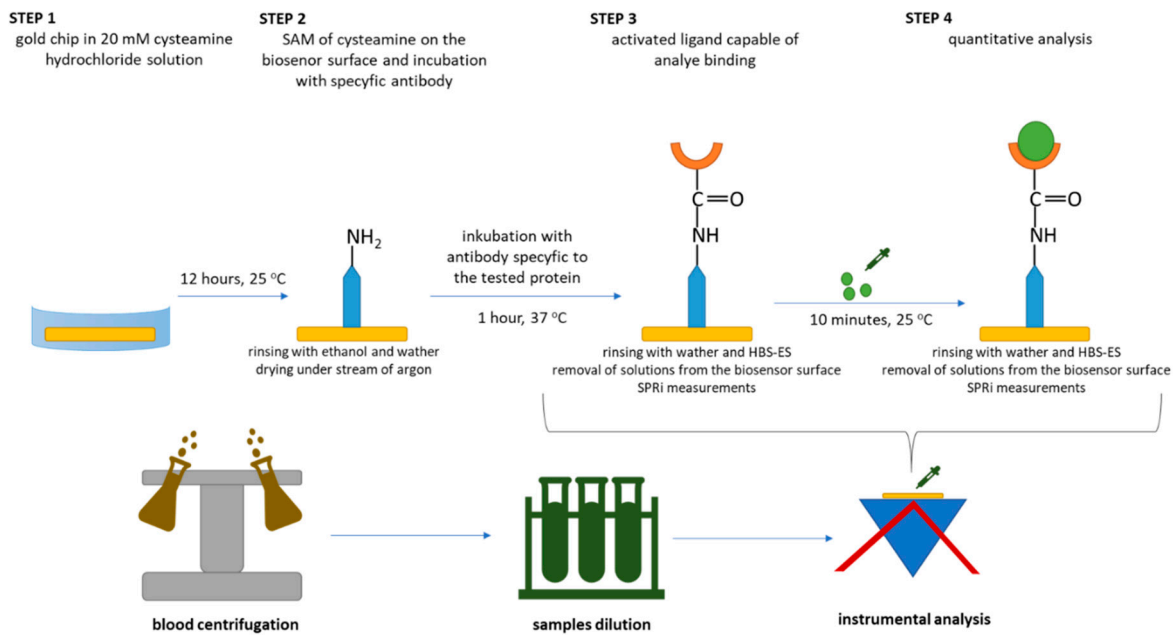 STEP 1
gold chip in 20 mM cysteamine
hydrochloride solution
STEP 2
SAM of cysteamine on the
biosenor surface and incubation
with specyfic antibody
STEP 3
activated ligand capable of
analye binding
STEP 4
quantitative analysis
12 hours, 25 °C
NH₂
rinsing with ethanol and wather
drying under stream of argon
inkubation with
antibody specyfic to
the tested protein
1 hour, 37 °C
C=O
NH
rinsing with wather and HBS-ES
removal of solutions from the biosensor surface
SPRi measurements
10 minutes, 25 °C
C=O
NH
rinsing with wather and HBS-ES
removal of solutions from the biosensor surface
SPRi measurements
blood centrifugation
samples dilution
instrumental analysis